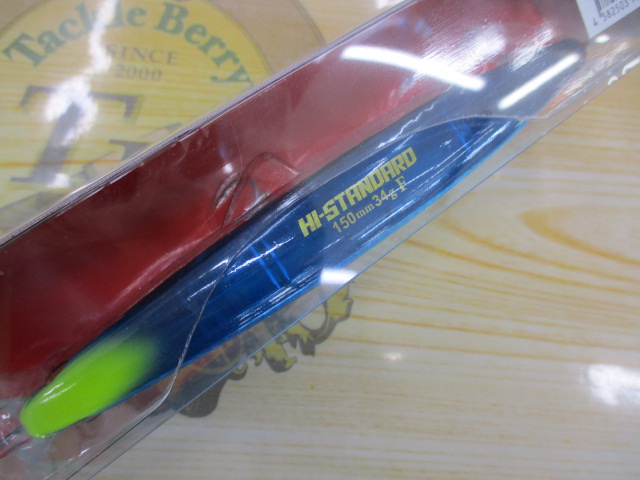 Tackle Berry
SINCE
2000
HI-STANDARD
150mm 34g F